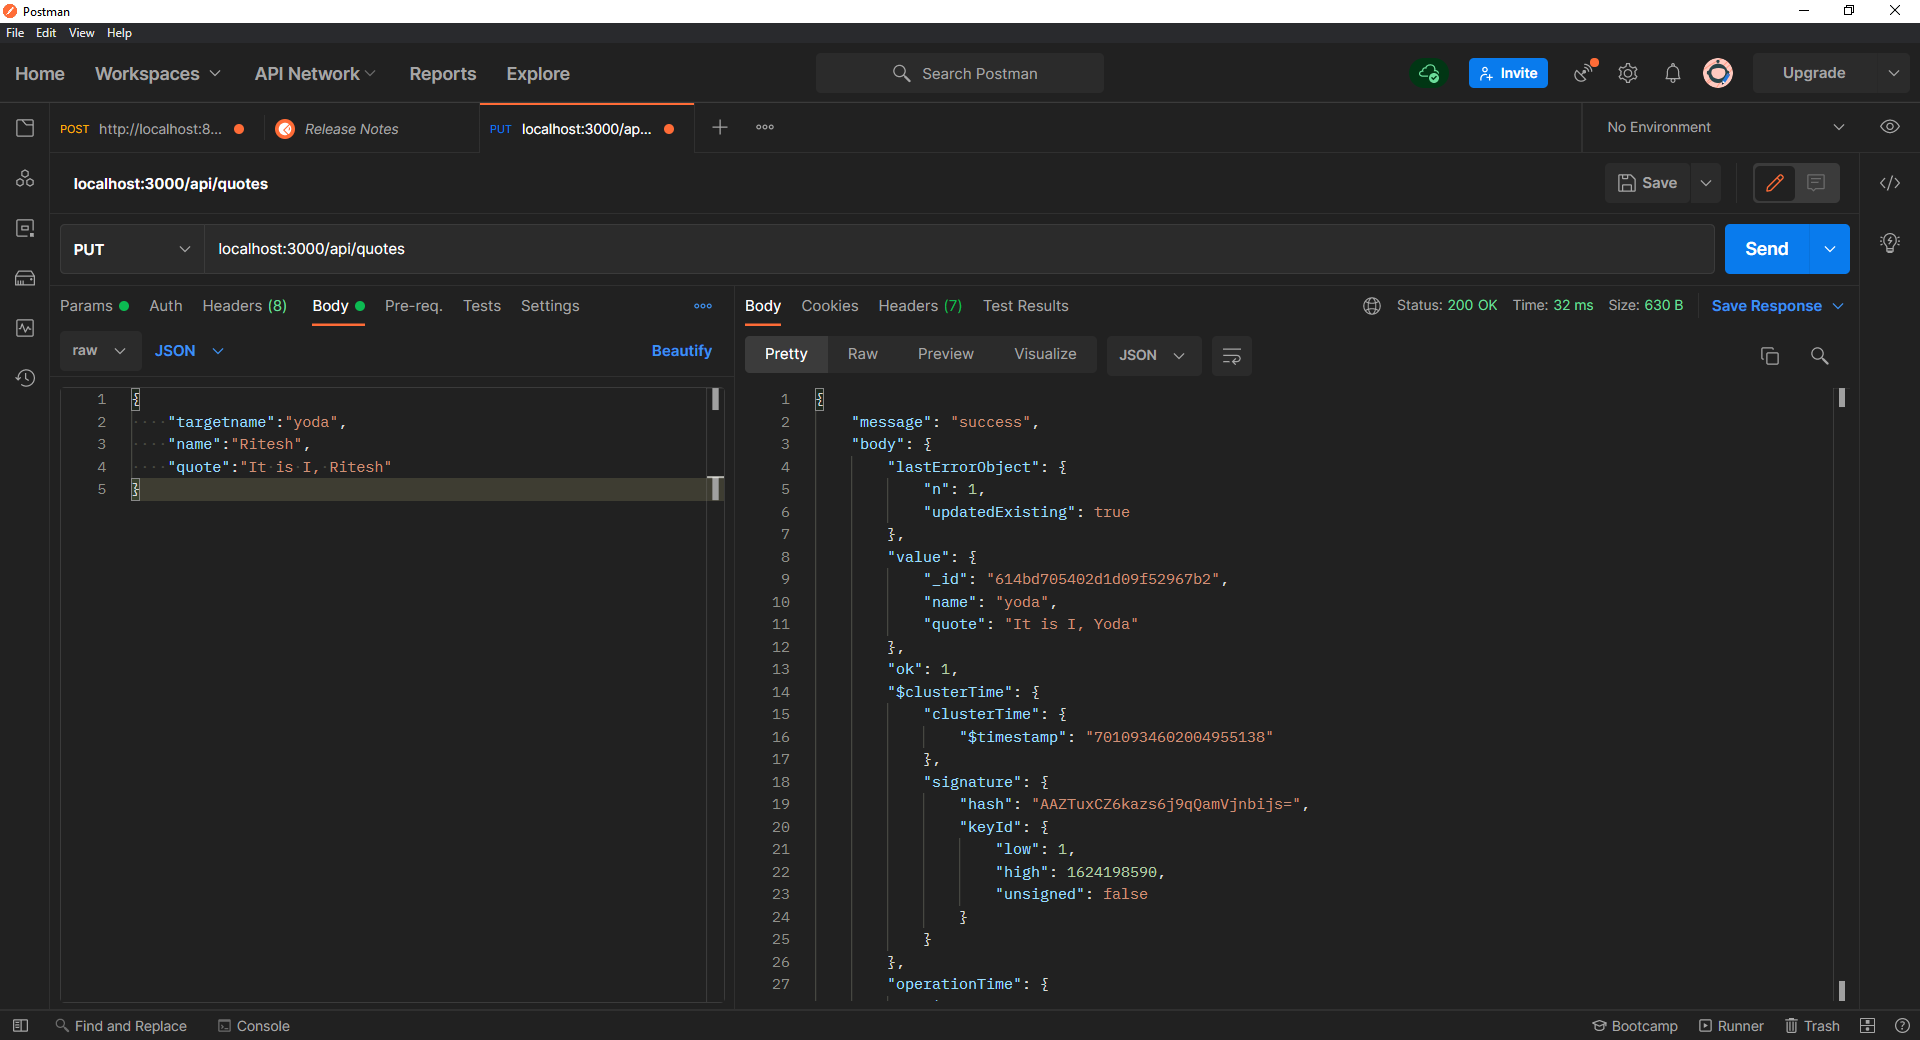 Postman
File Edit View Help
Home Workspaces API Network Reports Explore Search Postman Invite Upgrade
POST http://localhost:8... Release Notes PUT localhost:3000/ap... No Environment
localhost:3000/api/quotes Save
PUT localhost:3000/api/quotes Send
Params Auth Headers (8) Body Pre-req. Tests Settings
raw JSON Beautify
1 {
2 "targetname":"yoda",
3 "name":"Ritesh",
4 "quote":"It is I, Ritesh"
5 }
Body Cookies Headers (7) Test Results Status: 200 OK Time: 32 ms Size: 630 B Save Response
Pretty Raw Preview Visualize JSON
1 {
2 "message": "success",
3 "body": {
4 "lastErrorObject": {
5 "n": 1,
6 "updatedExisting": true
7 },
8 "value": {
9 "_id": "614bd705402d1d09f52967b2",
10 "name": "yoda",
11 "quote": "It is I, Yoda"
12 },
13 "ok": 1,
14 "$clusterTime": {
15 "clusterTime": {
16 "$timestamp": "7010934602004955138"
17 },
18 "signature": {
19 "hash": "AAZTuxCZ6kazs6j9qQamVjnbijs=",
20 "keyId": {
21 "low": 1,
22 "high": 1624198590,
23 "unsigned": false
24 }
25 }
26 },
27 "operationTime": {
Find and Replace Console Bootcamp Runner Trash